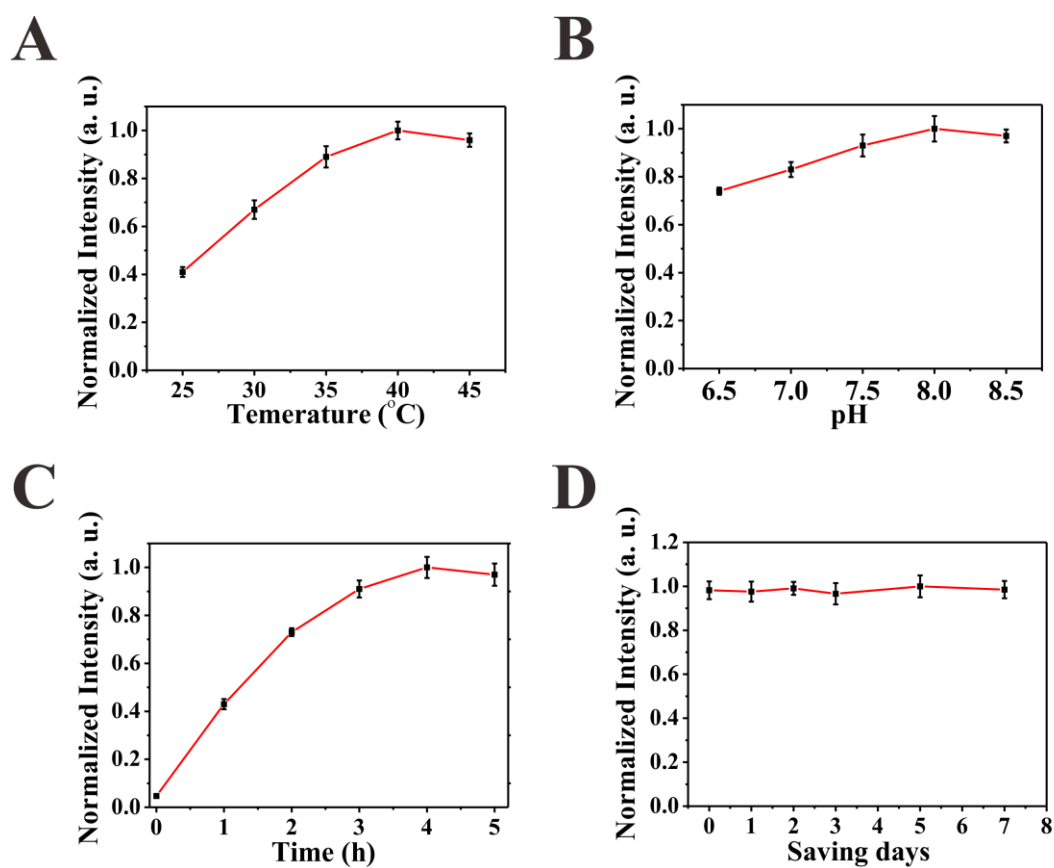 A
Normalized Intensity (a. u.)
1.0
0.8
0.6
0.4
0.2
0.0
25 30 35 40 45
Temerature (°C)
B
Normalized Intensity (a. u.)
1.0
0.8
0.6
0.4
0.2
0.0
6.5 7.0 7.5 8.0 8.5
pH
C
Normalized Intensity (a. u.)
1.0
0.8
0.6
0.4
0.2
0.0
0 1 2 3 4 5
Time (h)
D
Normalized Intensity (a. u.)
1.2
1.0
0.8
0.6
0.4
0.2
0.0
0 1 2 3 4 5 6 7 8
Saving days